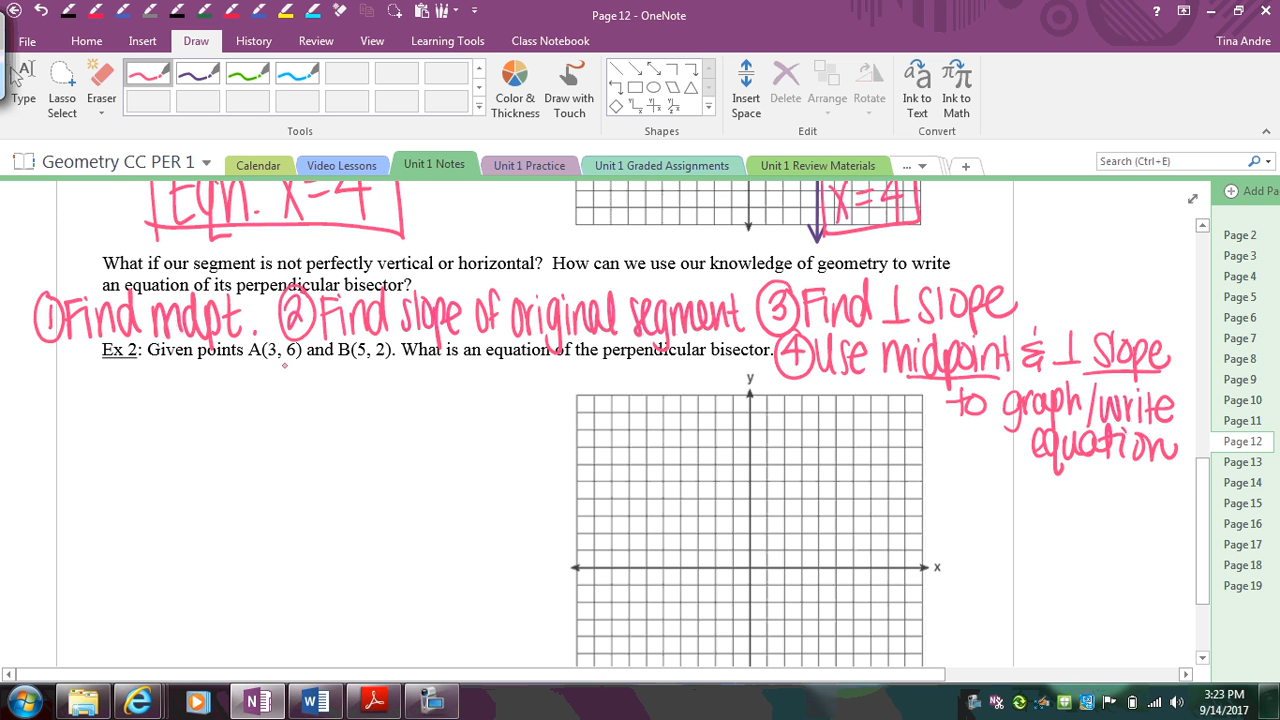 Page 12 - OneNote
Tina Andre
File Home Insert Draw History Review View Learning Tools Class Notebook
Type
Lasso Select
Eraser
Color & Thickness
Draw with Touch
Insert Space
Delete
Arrange
Rotate
Ink to Text
Ink to Math
Tools
Shapes
Edit
Convert
Geometry CC PER 1
Calendar Video Lessons Unit 1 Notes Unit 1 Practice Unit 1 Graded Assignments Unit 1 Review Materials ...
Search (Ctrl+E)
Eqn. x=4
x=4
What if our segment is not perfectly vertical or horizontal? How can we use our knowledge of geometry to write
an equation of its perpendicular bisector?
① Find mdpt. ② Find slope of original segment ③ Find ⊥ slope
Ex 2: Given points A(3, 6) and B(5, 2). What is an equation of the perpendicular bisector.
④ Use midpoint & ⊥ slope
to graph/write
equation
y
x
Add Pa
Page 2
Page 3
Page 4
Page 5
Page 6
Page 7
Page 8
Page 9
Page 10
Page 11
Page 12
Page 13
Page 14
Page 15
Page 16
Page 17
Page 18
Page 19
3:23 PM
9/14/2017